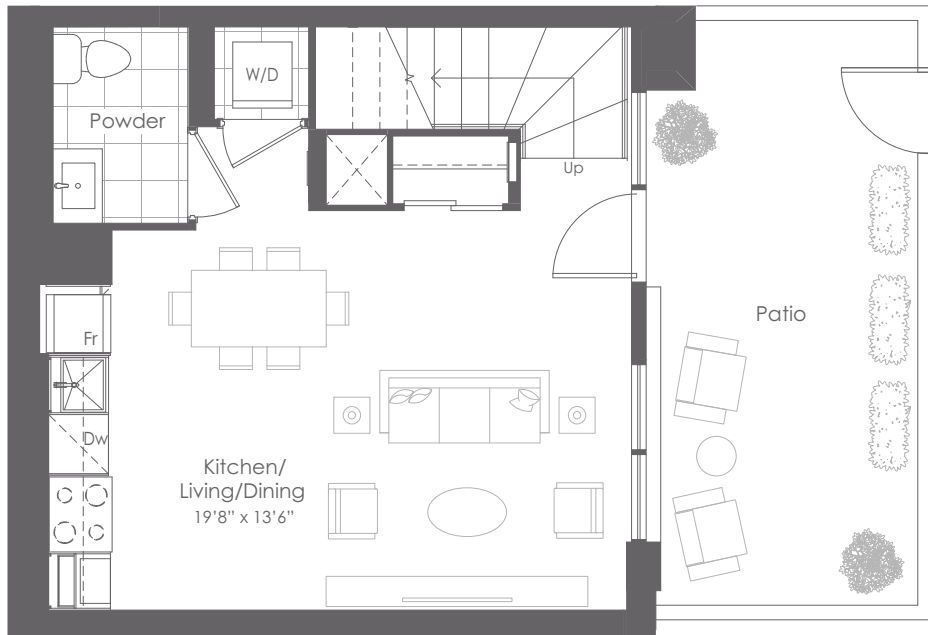 W/D
Powder
Up
Patio
Fr
Dw
Kitchen/
Living/Dining
19'8” x 13'6”